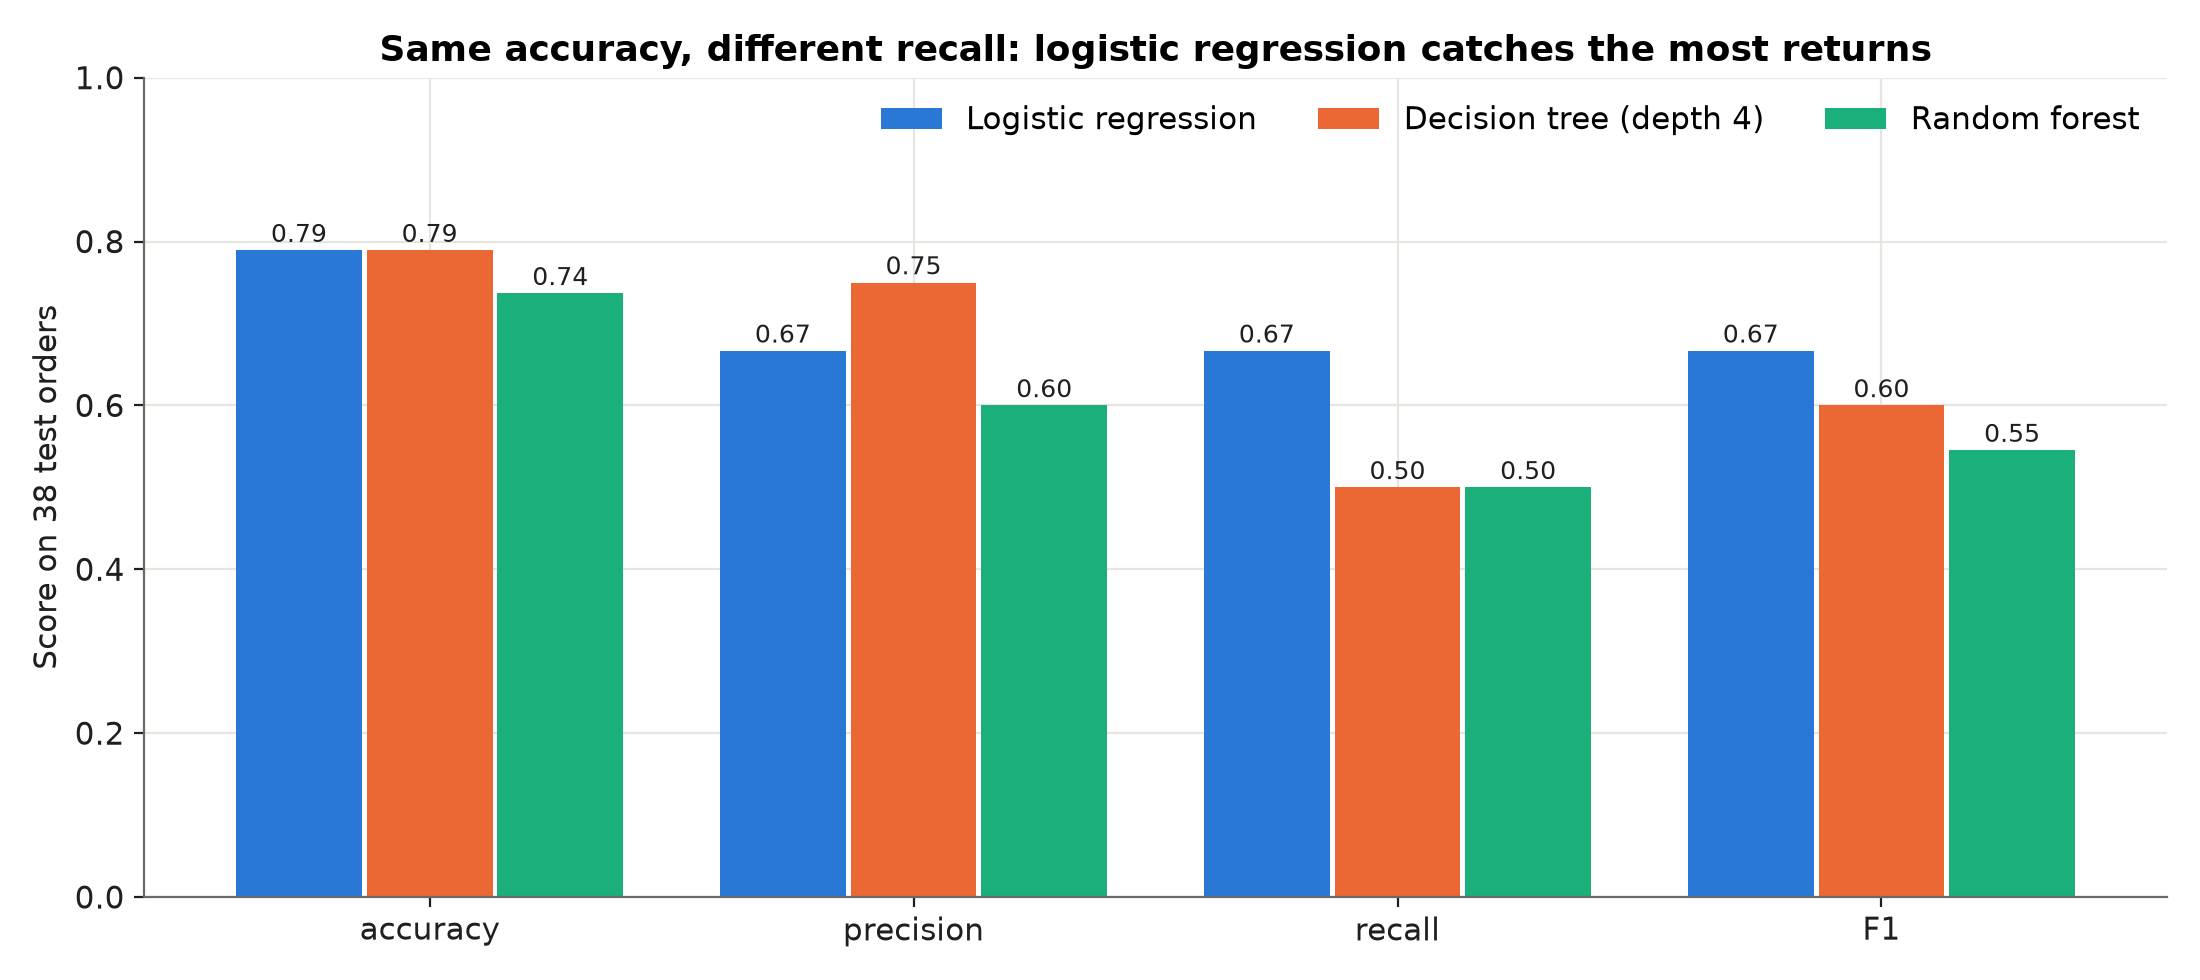 Same accuracy, different recall: logistic regression catches the most returns
Logistic regression
Decision tree (depth 4)
Random forest
Score on 38 test orders
1.0
0.8
0.6
0.4
0.2
0.0
0.79
0.79
0.74
0.67
0.75
0.60
0.67
0.50
0.50
0.67
0.60
0.55
accuracy
precision
recall
F1